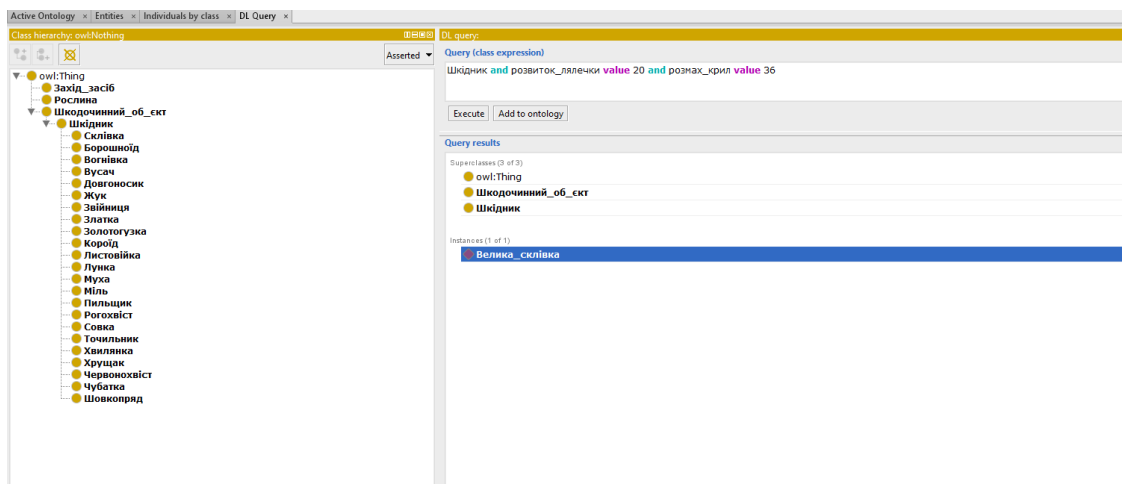 Active Ontology × Entities × Individuals by class × DL Query ×
Class hierarchy: owl:Nothing
Asserted
owl:Thing
Захід_засіб
Рослина
Шкодочинний_об_єкт
Шкідник
Склівка
Борошноїд
Вогнівка
Вусач
Довгоносик
Жук
Звійниця
Златка
Золотогузка
Короїд
Листовійка
Лунка
Муха
Міль
Пильщик
Рогохвіст
Совка
Точильник
Хвилянка
Хрущак
Червонохвіст
Чубатка
Шовкопряд
DL query:
Query (class expression)
Шкідник and розвиток_лялечки value 20 and розмах_крил value 36
Execute Add to ontology
Query results
Superclasses (3 of 3)
owl:Thing
Шкодочинний_об_єкт
Шкідник
Instances (1 of 1)
Велика_склівка